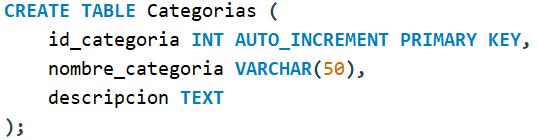 CREATE TABLE Categorias (
    id_categoria INT AUTO_INCREMENT PRIMARY KEY,
    nombre_categoria VARCHAR(50),
    descripcion TEXT
);